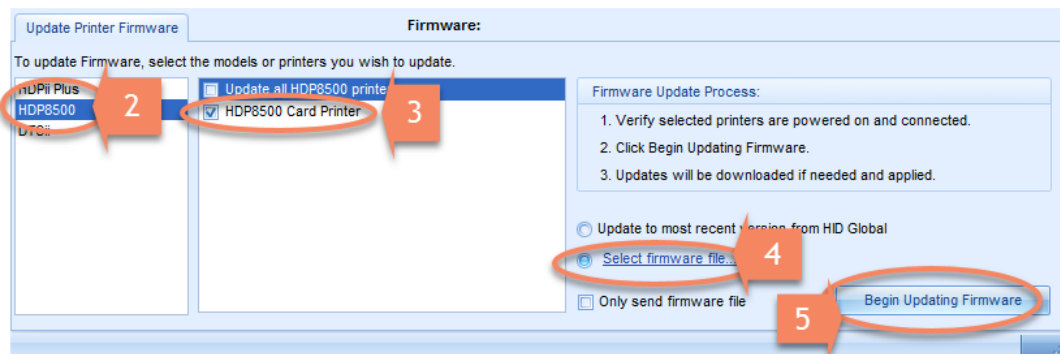 Update Printer Firmware
Firmware:
To update Firmware, select the models or printers you wish to update.
HDPii Plus
HDP8500
DTCii
2
Update all HDP8500 printe
HDP8500 Card Printer
3
Firmware Update Process:
1. Verify selected printers are powered on and connected.
2. Click Begin Updating Firmware.
3. Updates will be downloaded if needed and applied.
Update to most recent version from HID Global
Select firmware file...
4
Only send firmware file
Begin Updating Firmware
5